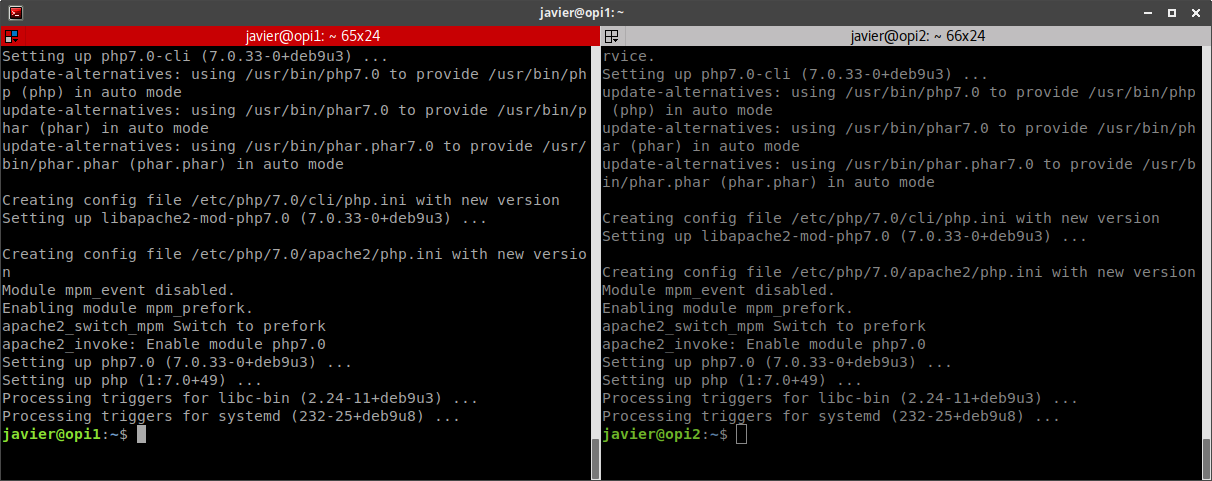 javier@opi1: ~
javier@opi1: ~ 65x24
Setting up php7.0-cli (7.0.33-0+deb9u3) ...
update-alternatives: using /usr/bin/php7.0 to provide /usr/bin/ph
p (php) in auto mode
update-alternatives: using /usr/bin/phar7.0 to provide /usr/bin/p
har (phar) in auto mode
update-alternatives: using /usr/bin/phar.phar7.0 to provide /usr/
bin/phar.phar (phar.phar) in auto mode
Creating config file /etc/php/7.0/cli/php.ini with new version
Setting up libapache2-mod-php7.0 (7.0.33-0+deb9u3) ...
Creating config file /etc/php/7.0/apache2/php.ini with new versio
n
Module mpm_event disabled.
Enabling module mpm_prefork.
apache2_switch_mpm Switch to prefork
apache2_invoke: Enable module php7.0
Setting up php7.0 (7.0.33-0+deb9u3) ...
Setting up php (1:7.0+49) ...
Processing triggers for libc-bin (2.24-11+deb9u3) ...
Processing triggers for systemd (232-25+deb9u8) ...
javier@opi1:~$
javier@opi2: ~ 66x24
rvice.
Setting up php7.0-cli (7.0.33-0+deb9u3) ...
update-alternatives: using /usr/bin/php7.0 to provide /usr/bin/php
 (php) in auto mode
update-alternatives: using /usr/bin/phar7.0 to provide /usr/bin/ph
ar (phar) in auto mode
update-alternatives: using /usr/bin/phar.phar7.0 to provide /usr/b
in/phar.phar (phar.phar) in auto mode
Creating config file /etc/php/7.0/cli/php.ini with new version
Setting up libapache2-mod-php7.0 (7.0.33-0+deb9u3) ...
Creating config file /etc/php/7.0/apache2/php.ini with new version
Module mpm_event disabled.
Enabling module mpm_prefork.
apache2_switch_mpm Switch to prefork
apache2_invoke: Enable module php7.0
Setting up php7.0 (7.0.33-0+deb9u3) ...
Setting up php (1:7.0+49) ...
Processing triggers for libc-bin (2.24-11+deb9u3) ...
Processing triggers for systemd (232-25+deb9u8) ...
javier@opi2:~$